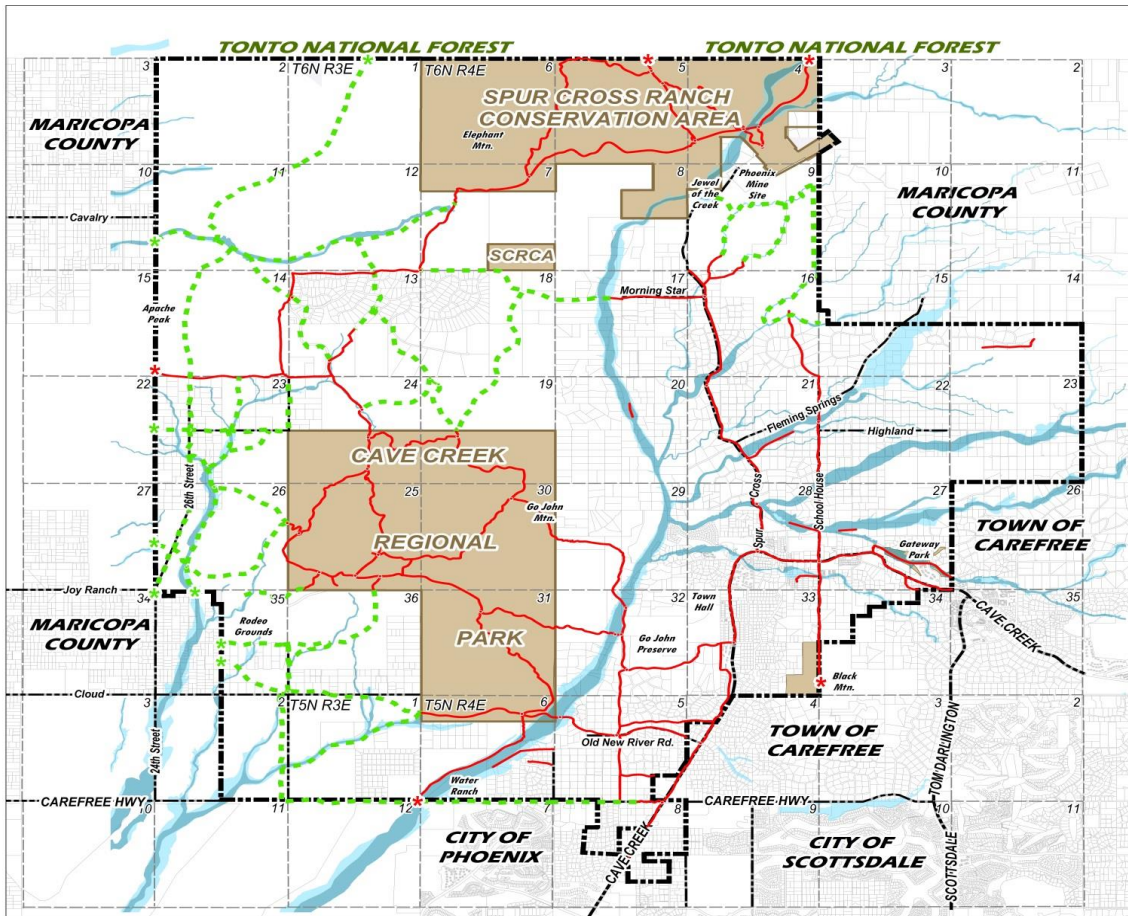 TONTO NATIONAL FOREST
TONTO NATIONAL FOREST
3
2
T6N R3E
1
T6N R4E
6
5
4
3
2
SPUR CROSS RANCH
CONSERVATION AREA
MARICOPA
COUNTY
Elephant
Mtn.
10
11
12
7
8
9
Jewel
of the
Creek
Phoenix
Mine
Site
MARICOPA
COUNTY
Cavalry
SCRCA
15
14
13
18
17
16
15
14
Morning Star
Apache
Peak
22
23
24
19
20
21
22
23
Fleming Springs
Highland
CAVE CREEK
26th Street
27
26
25
30
29
28
27
26
Go John
Mtn.
Cross
School House
REGIONAL
Spur
TOWN OF
CAREFREE
Gateway
Park
Joy Ranch
34
35
36
31
32
33
34
Town
Hall
CAVE CREEK
MARICOPA
COUNTY
Rodeo
Grounds
PARK
Go John
Preserve
Black
Mtn.
Cloud
3
2
T5N R3E
1
T5N R4E
6
5
4
3
2
24th Street
Old New River Rd.
TOWN OF
CAREFREE
TOM DARLINGTON
Water
Ranch
CAREFREE HWY
10
11
12
7
8
CAREFREE HWY
9
10
11
CITY OF
PHOENIX
CAVE CREEK
CITY OF
SCOTTSDALE
SCOTTSDALE